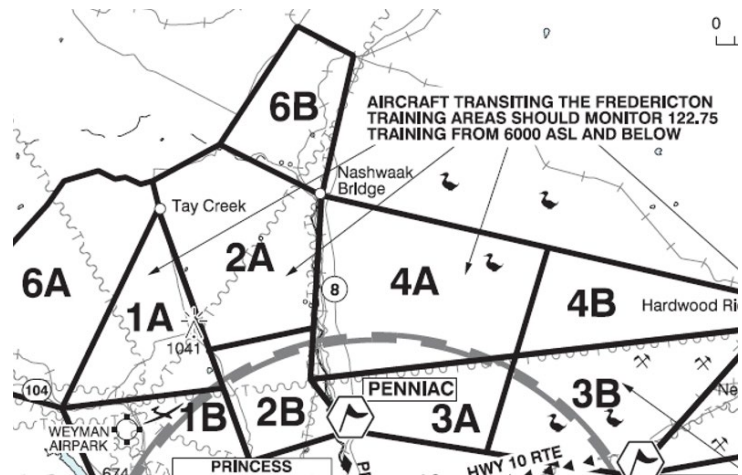 0
6B
AIRCRAFT TRANSITING THE FREDERICTON
TRAINING AREAS SHOULD MONITOR 122.75
TRAINING FROM 6000 ASL AND BELOW
Nashwaak
Bridge
Tay Creek
2A
6A
8
4A
4B
1A
Hardwood
1041
104
PENNIAC
3B
1B
2B
3A
WEYMAN
AIRPARK
674
PRINCESS
HWY 10 RTE